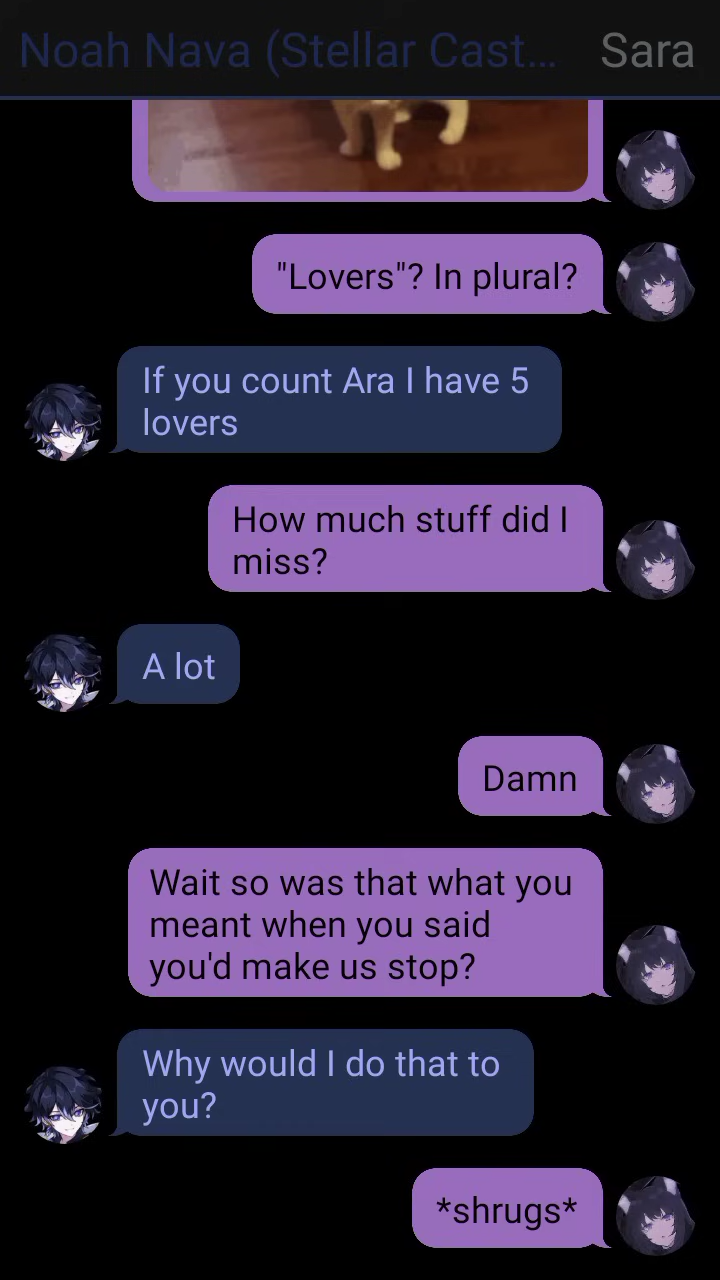 Noah Nava (Stellar Cast... Sara
"Lovers"? In plural?
If you count Ara I have 5
lovers
How much stuff did I
miss?
A lot
Damn
Wait so was that what you
meant when you said
you'd make us stop?
Why would I do that to
you?
*shrugs*